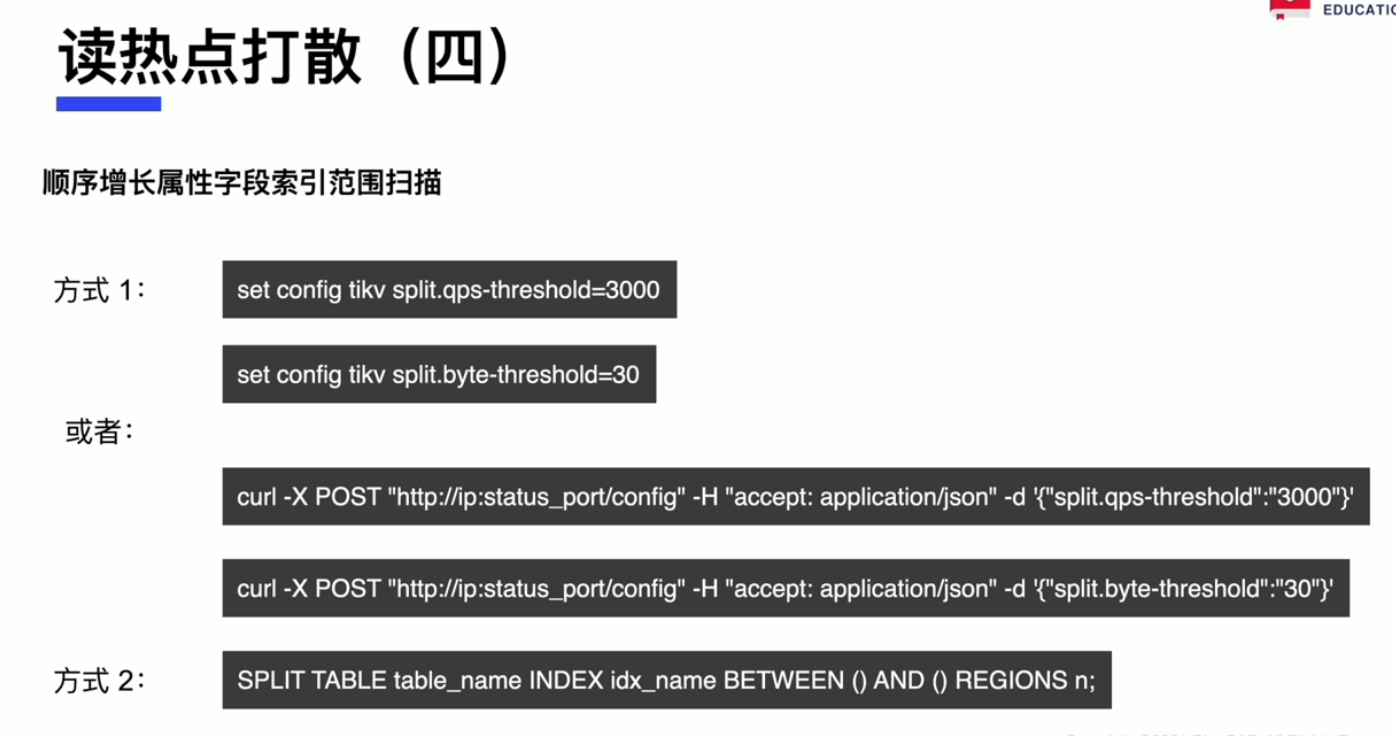 EDUCATIO
读热点打散（四）
顺序增长属性字段索引范围扫描
方式 1：
set config tikv split.qps-threshold=3000
set config tikv split.byte-threshold=30
或者：
curl -X POST "http://ip:status_port/config" -H "accept: application/json" -d '{"split.qps-threshold":"3000"}'
curl -X POST "http://ip:status_port/config" -H "accept: application/json" -d '{"split.byte-threshold":"30"}'
方式 2：
SPLIT TABLE table_name INDEX idx_name BETWEEN () AND () REGIONS n;